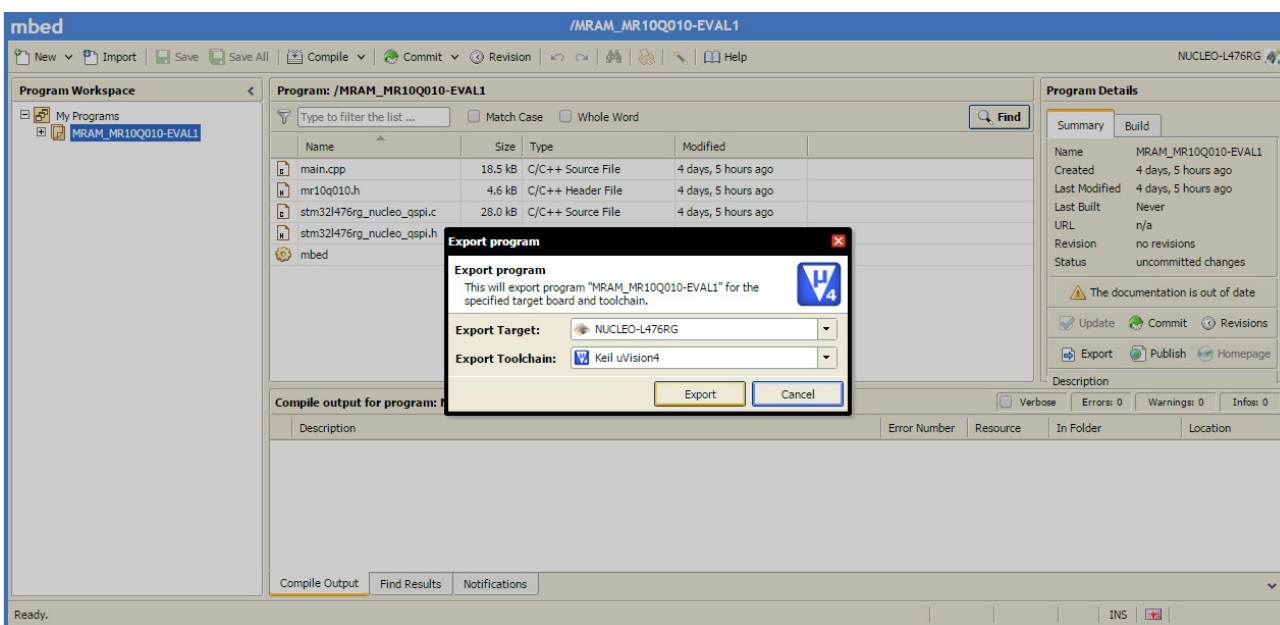 mbed
/MRAM_MR10Q010-EVAL1
New Import Save Save All Compile Commit Revision Help
NUCLEO-L476RG
Program Workspace
My Programs
MRAM_MR10Q010-EVAL1
Program: /MRAM_MR10Q010-EVAL1
Type to filter the list ... Match Case Whole Word Find
Name Size Type Modified
main.cpp 18.5 kB C/C++ Source File 4 days, 5 hours ago
mr10q010.h 4.6 kB C/C++ Header File 4 days, 5 hours ago
stm32l476rg_nucleo_qspi.c 28.0 kB C/C++ Source File 4 days, 5 hours ago
stm32l476rg_nucleo_qspi.h
mbed
Export program
Export program
This will export program "MRAM_MR10Q010-EVAL1" for the
specified target board and toolchain.
µ4
Export Target: NUCLEO-L476RG
Export Toolchain: Keil uVision4
Export Cancel
Program Details
Summary Build
Name MRAM_MR10Q010-EVAL1
Created 4 days, 5 hours ago
Last Modified 4 days, 5 hours ago
Last Built Never
URL n/a
Revision no revisions
Status uncommitted changes
The documentation is out of date
Update Commit Revisions
Export Publish Homepage
Description
Compile output for program:
Verbose Errors: 0 Warnings: 0 Infos: 0
Description Error Number Resource In Folder Location
Compile Output Find Results Notifications
Ready.
INS